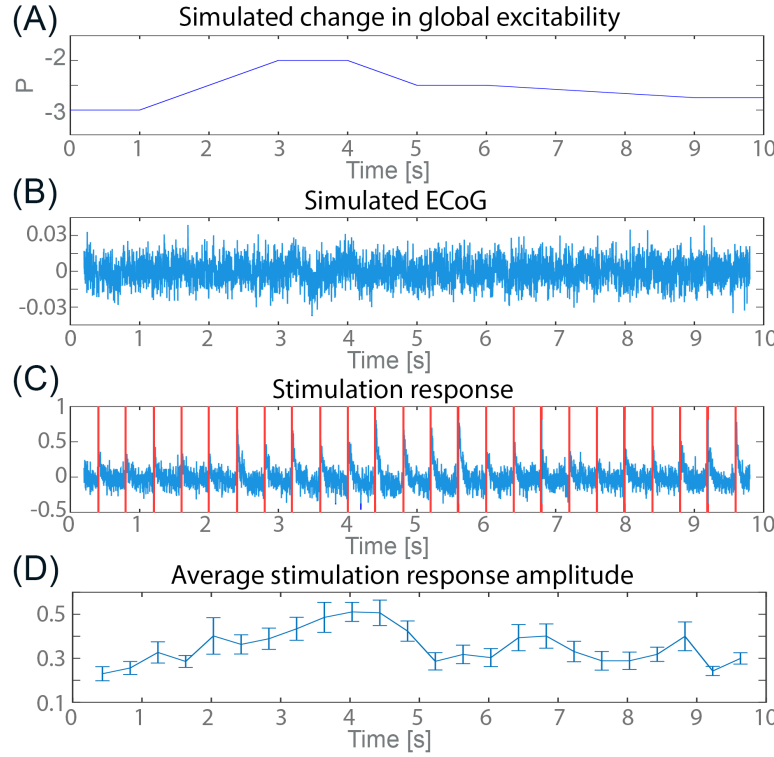 (A)
Simulated change in global excitability
P
-2
-3
0 1 2 3 4 5 6 7 8 9 10
Time [s]
(B)
Simulated ECoG
0.03
0
-0.03
0 1 2 3 4 5 6 7 8 9 10
Time [s]
(C)
Stimulation response
1
0.5
0
-0.5
0 1 2 3 4 5 6 7 8 9 10
Time [s]
(D)
Average stimulation response amplitude
0.5
0.3
0.1
0 1 2 3 4 5 6 7 8 9 10
Time [s]